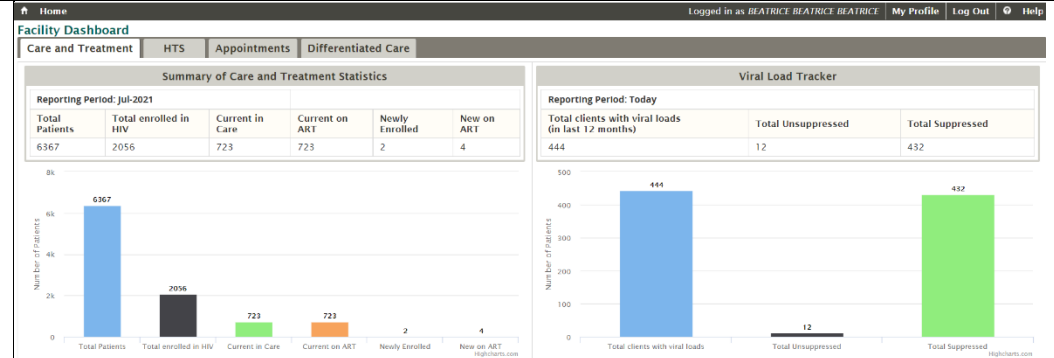 Home
Logged in as BEATRICE BEATRICE BEATRICE My Profile Log Out Help
Facility Dashboard
Care and Treatment HTS Appointments Differentiated Care
Summary of Care and Treatment Statistics
Reporting Period: Jul-2021
Total Patients Total enrolled in HIV Current in Care Current on ART Newly Enrolled New on ART
6367 2056 723 723 2 4
8k
6k
4k
2k
0
Number of Patients
6367
2056
723
723
2
4
Total Patients Total enrolled in HIV Current in Care Current on ART Newly Enrolled New on ART
Highcharts.com
Viral Load Tracker
Reporting Period: Today
Total clients with viral loads (in last 12 months) Total Unsuppressed Total Suppressed
444 12 432
500
400
300
200
100
0
Number of Patients
444
12
432
Total clients with viral loads Total Unsuppressed Total Suppressed
Highcharts.com